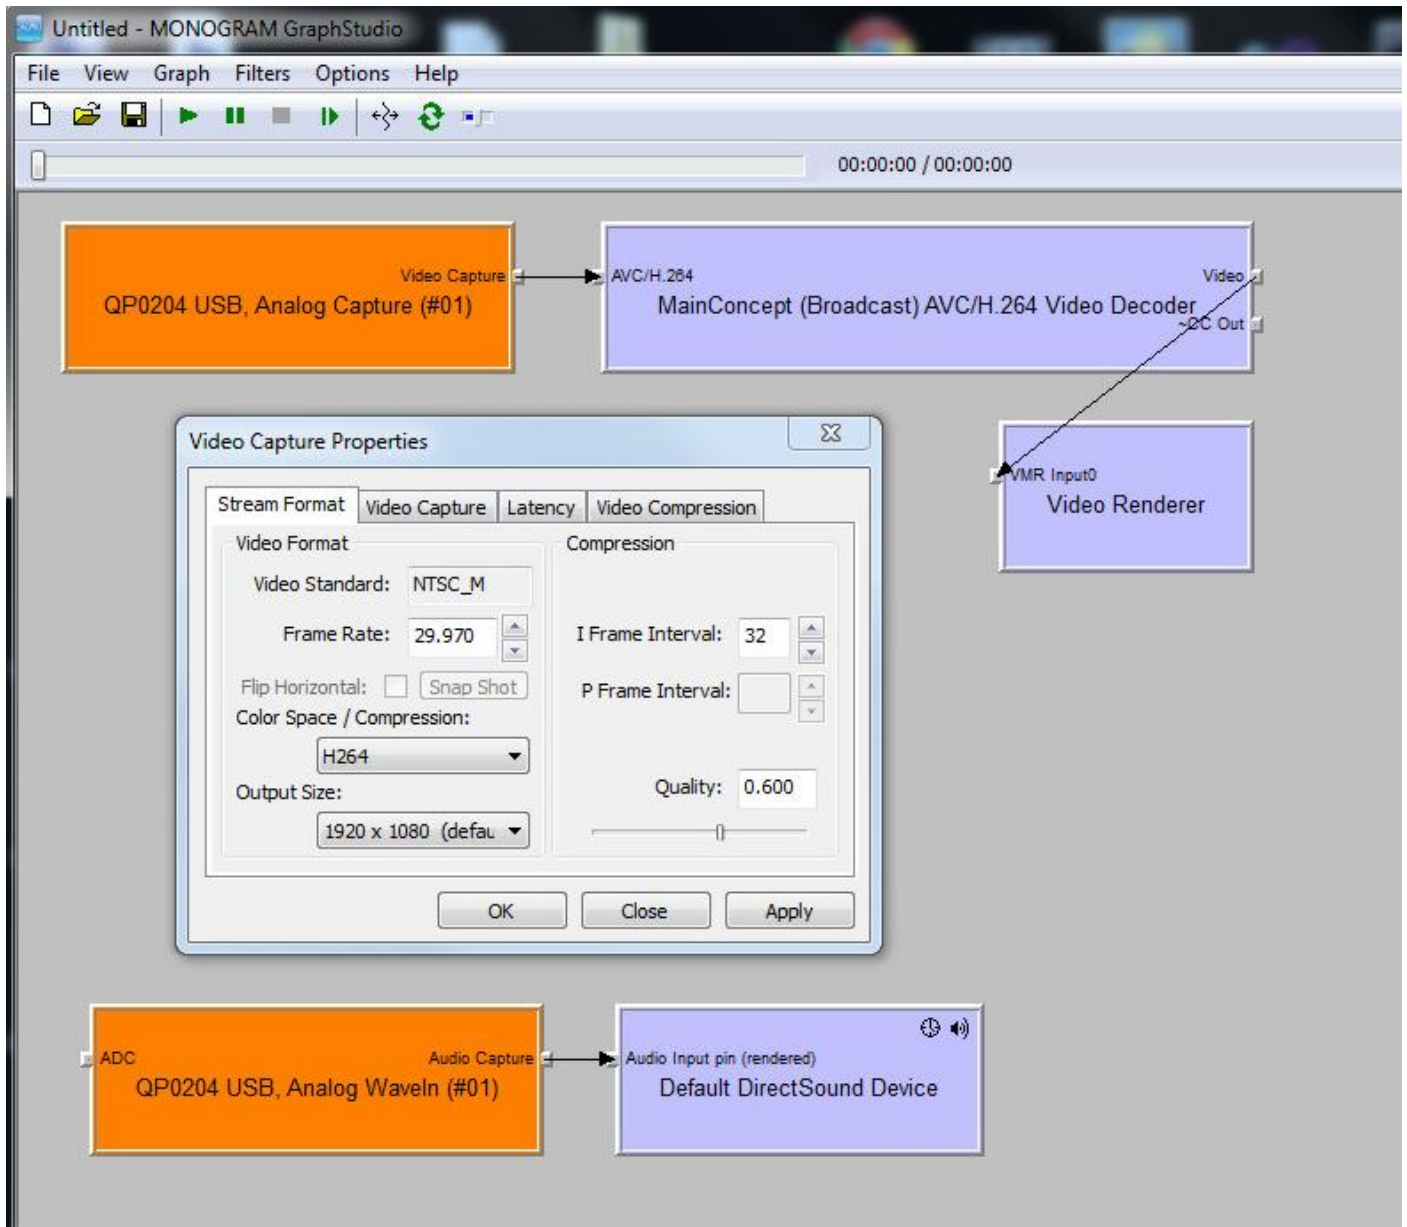 Untitled - MONOGRAM GraphStudio
File View Graph Filters Options Help
00:00:00 / 00:00:00
Video Capture
QP0204 USB, Analog Capture (#01)
AVC/H.264
Video
MainConcept (Broadcast) AVC/H.264 Video Decoder
~CC Out
VMR Input0
Video Renderer
Video Capture Properties
Stream Format Video Capture Latency Video Compression
Video Format
Video Standard: NTSC_M
Frame Rate: 29.970
Flip Horizontal: Snap Shot
Color Space / Compression:
H264
Output Size:
1920 x 1080 (defau
Compression
I Frame Interval: 32
P Frame Interval:
Quality: 0.600
OK Close Apply
ADC
Audio Capture
QP0204 USB, Analog WaveIn (#01)
Audio Input pin (rendered)
Default DirectSound Device